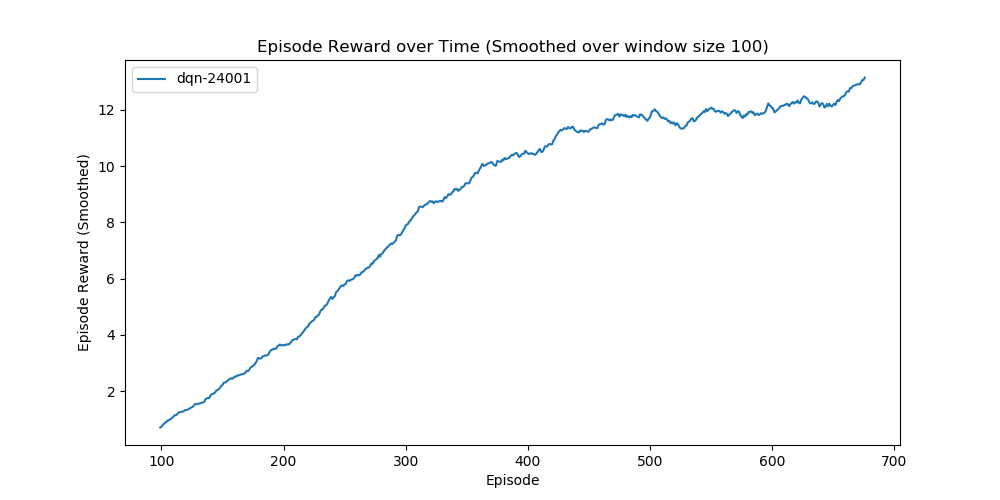 Episode Reward over Time (Smoothed over window size 100)
dqn-24001
Episode Reward (Smoothed)
12
10
8
6
4
2
100 200 300 400 500 600 700
Episode